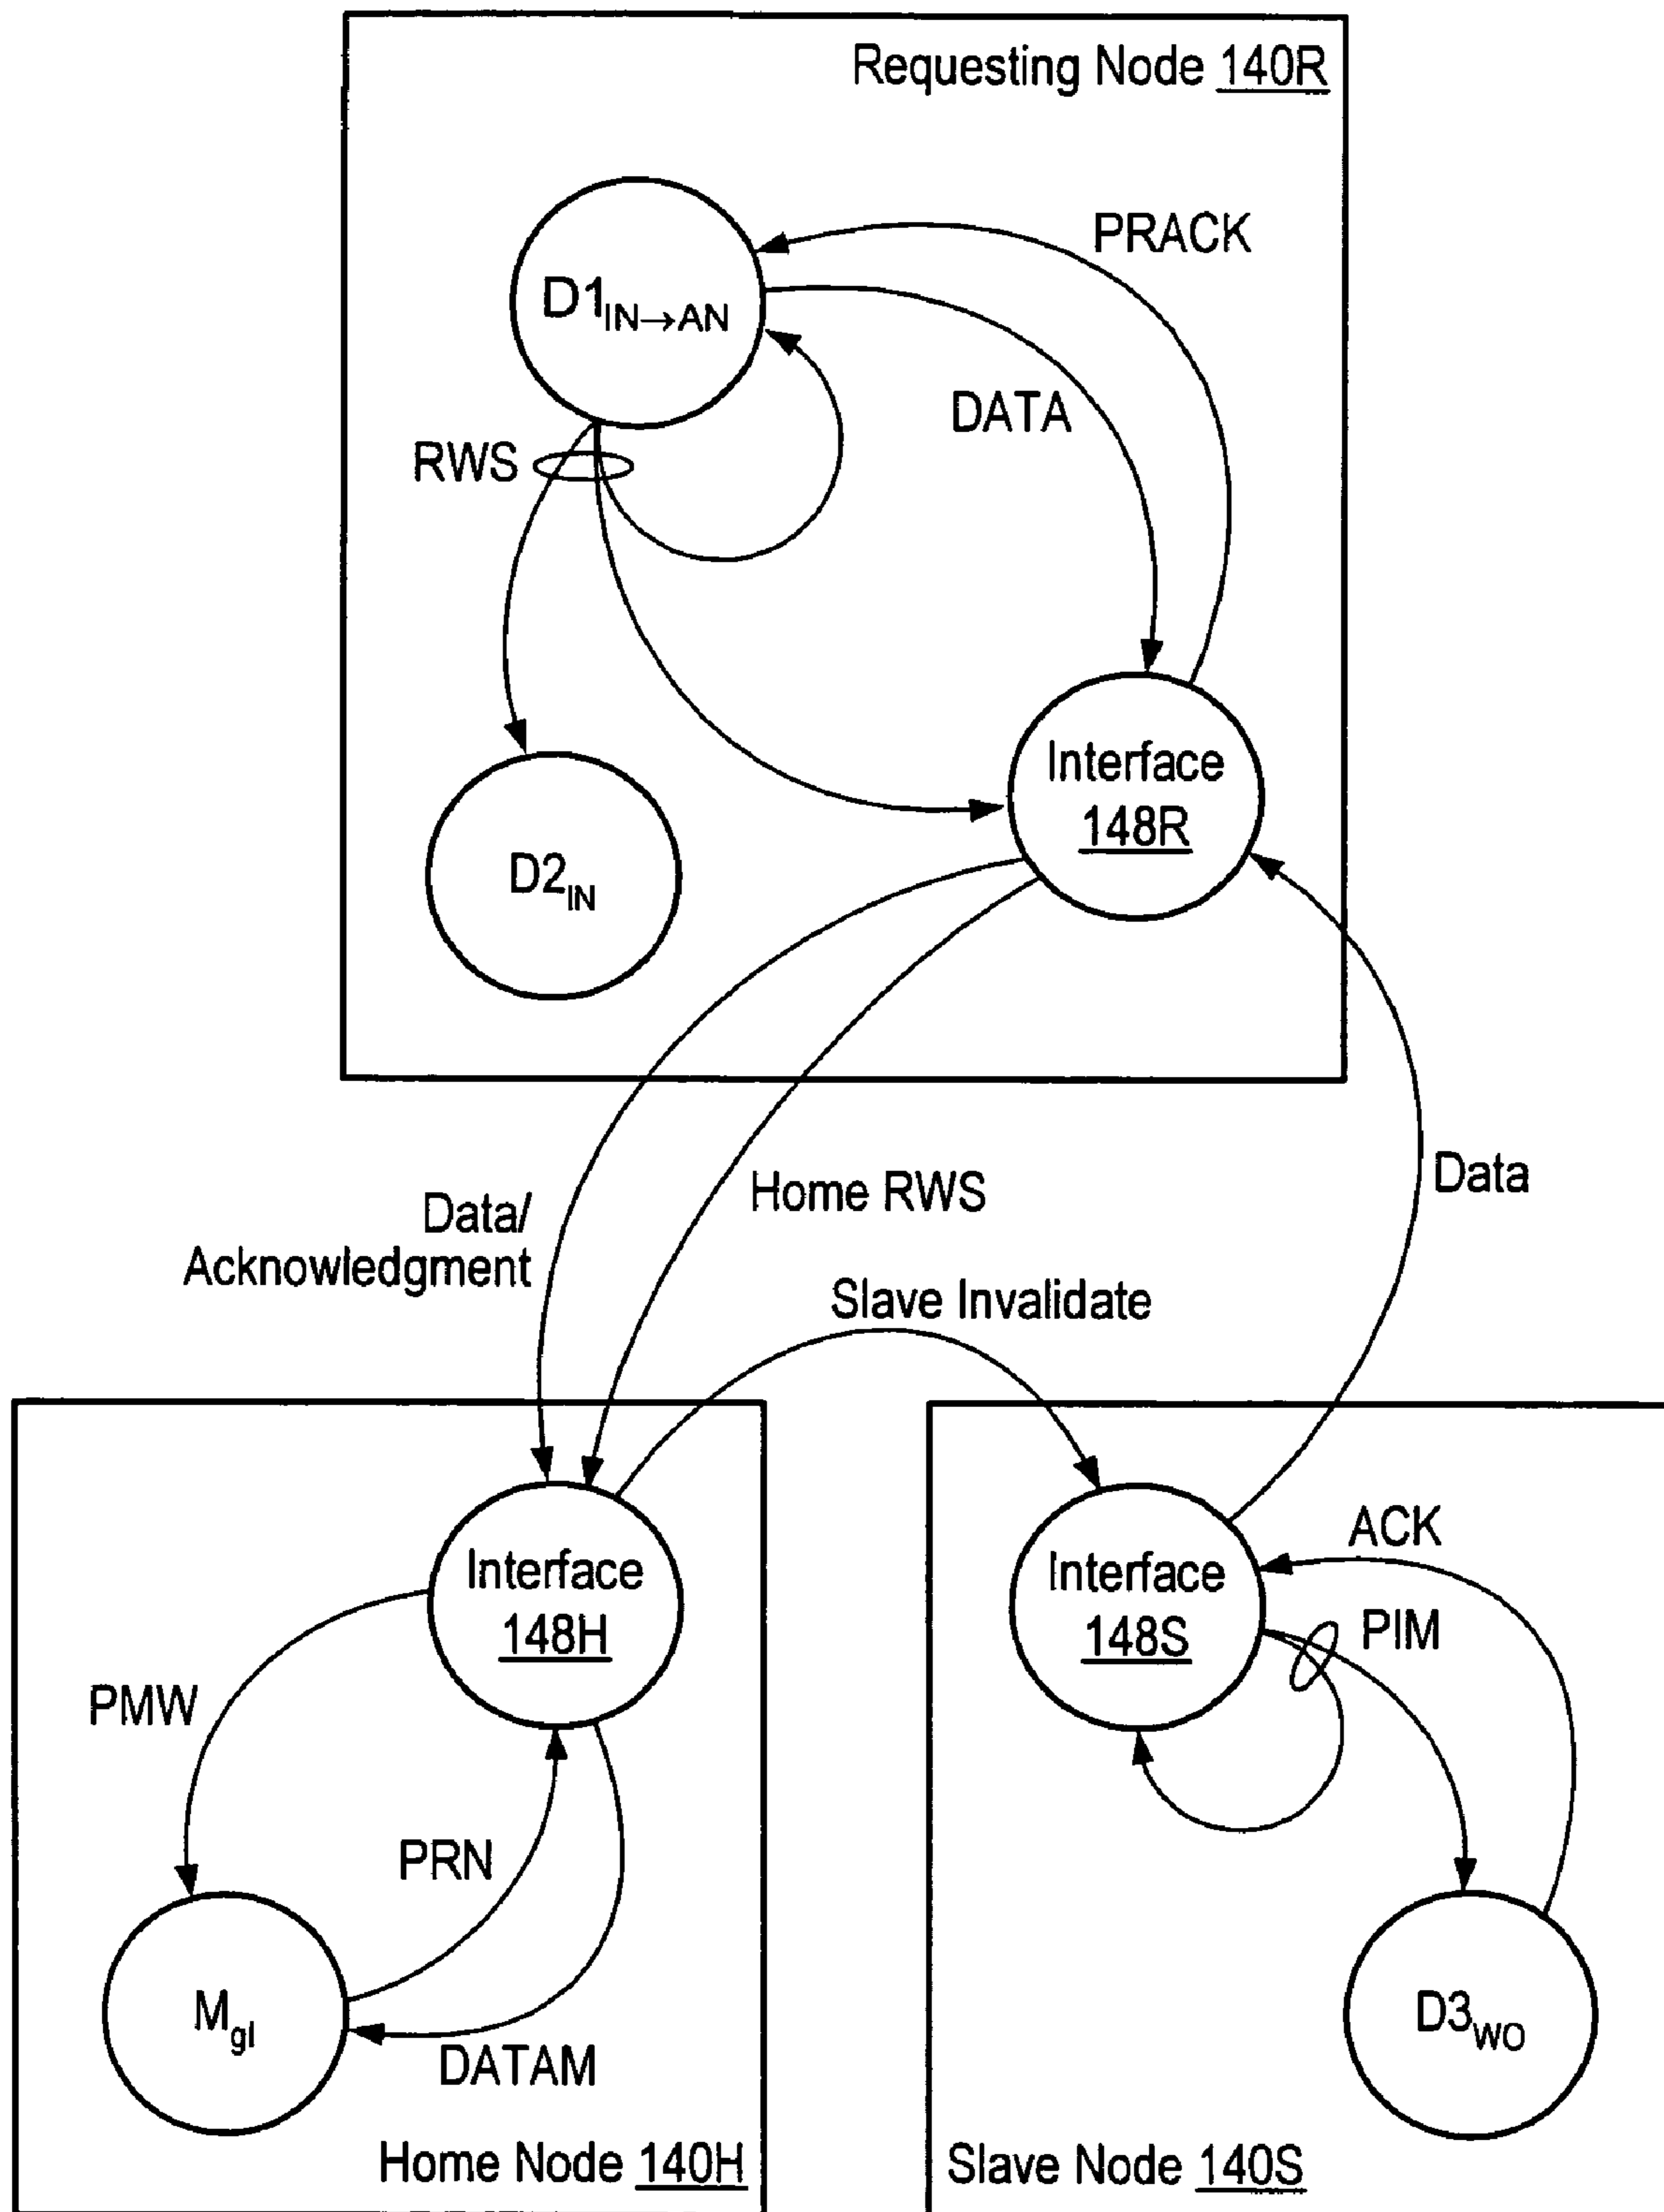 Requesting Node 140R
PRACK
D1IN→AN
DATA
RWS
Interface
148R
D2IN
Data/
Acknowledgment
Home RWS
Data
Slave Invalidate
Interface
148H
PMW
PRN
Mgl
DATAM
Home Node 140H
Interface
148S
ACK
PIM
D3WO
Slave Node 140S